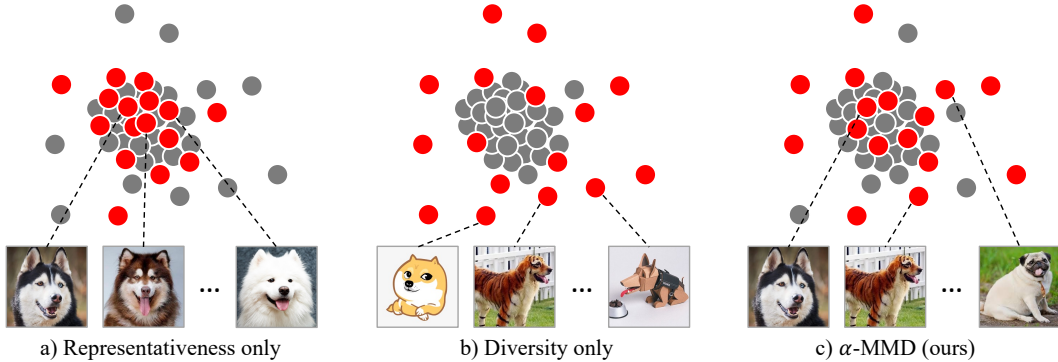 ...
...
...
a) Representativeness only
b) Diversity only
c) α-MMD (ours)